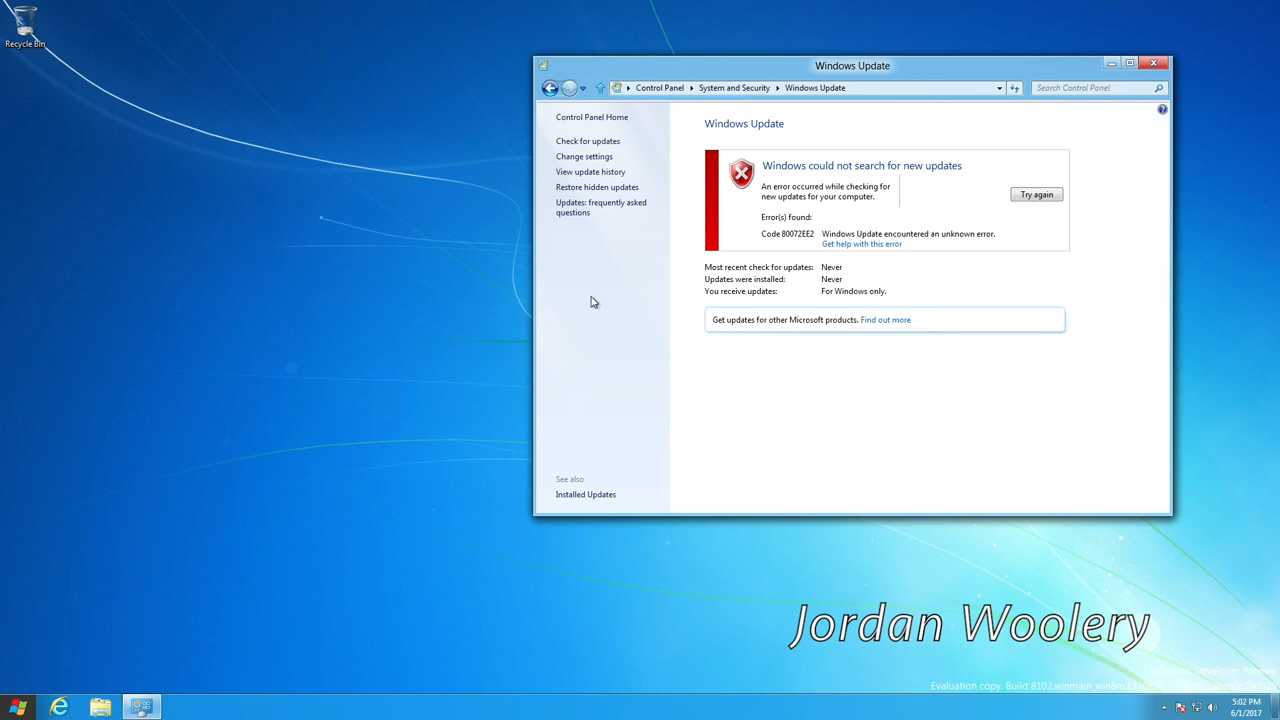 Recycle Bin
Windows Update
Control Panel
System and Security
Windows Update
Search Control Panel
Control Panel Home
Check for updates
Change settings
View update history
Restore hidden updates
Updates: frequently asked
questions
See also
Installed Updates
Windows Update
Windows could not search for new updates
An error occurred while checking for
new updates for your computer.
Try again
Error(s) found:
Code 80072EE2 Windows Update encountered an unknown error.
Get help with this error
Most recent check for updates: Never
Updates were installed: Never
You receive updates: For Windows only.
Get updates for other Microsoft products. Find out more
Jordan Woolery
Windows Developer Preview
Evaluation copy. Build 8102.
5:02 PM
6/1/2017